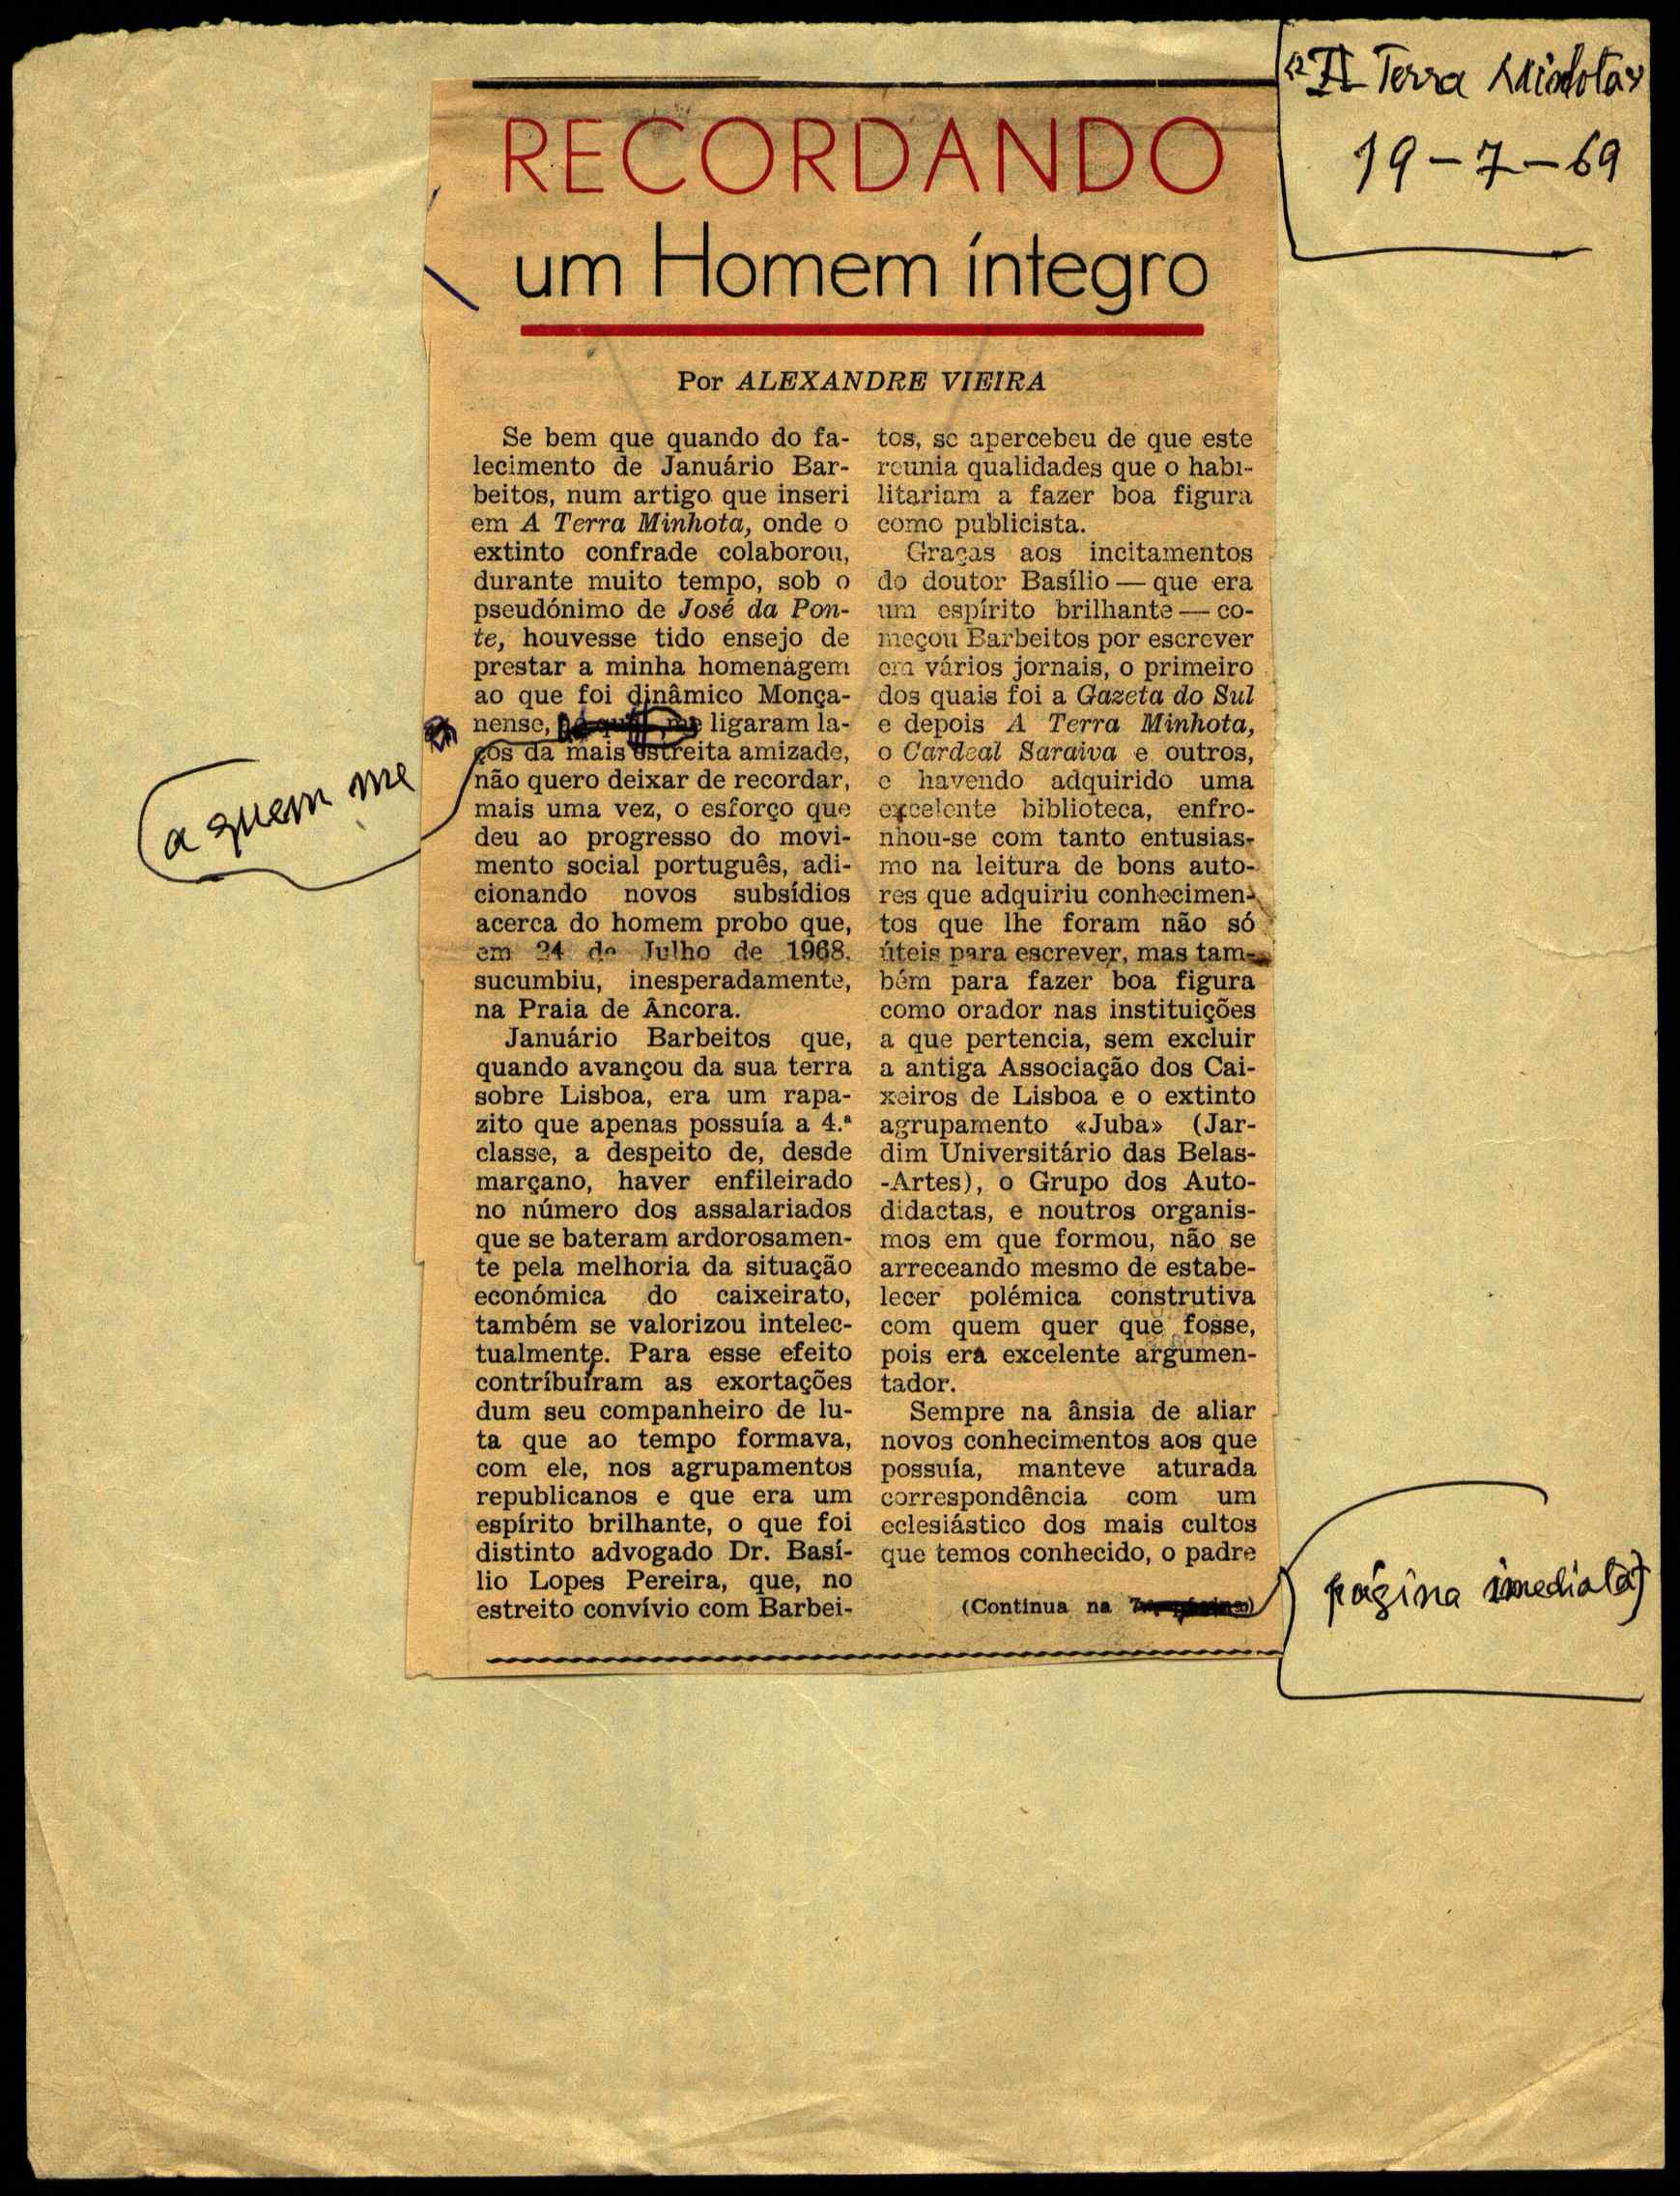 «A Terra Minhota»
19-7-69
RECORDANDO
um Homem íntegro
Por ALEXANDRE VIEIRA
Se bem que quando do fa-
lecimento de Januário Bar-
beitos, num artigo que inseri
em A Terra Minhota, onde o
extinto confrade colaborou,
durante muito tempo, sob o
pseudónimo de José da Pon-
te, houvesse tido ensejo de
prestar a minha homenagem
ao que foi dinâmico Monça-
nense, ligaram la-
a quem me
ços da mais estreita amizade,
não quero deixar de recordar,
mais uma vez, o esforço que
deu ao progresso do movi-
mento social português, adi-
cionando novos subsídios
acerca do homem probo que,
em 24 de Julho de 1968,
sucumbiu, inesperadamente,
na Praia de Âncora.
Januário Barbeitos que,
quando avançou da sua terra
sobre Lisboa, era um rapa-
zito que apenas possuía a 4.ª
classe, a despeito de, desde
marçano, haver enfileirado
no número dos assalariados
que se bateram ardorosamen-
te pela melhoria da situação
económica do caixeirato,
também se valorizou intelec-
tualmente. Para esse efeito
contribuíram as exortações
dum seu companheiro de lu-
ta que ao tempo formava,
com ele, nos agrupamentos
republicanos e que era um
espírito brilhante, o que foi
distinto advogado Dr. Basí-
lio Lopes Pereira, que, no
estreito convívio com Barbei-
tos, se apercebeu de que este
reunia qualidades que o habi-
litariam a fazer boa figura
como publicista.
Graças aos incitamentos
do doutor Basílio — que era
um espírito brilhante — co-
meçou Barbeitos por escrever
em vários jornais, o primeiro
dos quais foi a Gazeta do Sul
e depois A Terra Minhota,
o Cardeal Saraiva e outros,
e havendo adquirido uma
excelente biblioteca, enfro-
nhou-se com tanto entusias-
mo na leitura de bons auto-
res que adquiriu conhecimen-
tos que lhe foram não só
úteis para escrever, mas tam-
bém para fazer boa figura
como orador nas instituições
a que pertencia, sem excluir
a antiga Associação dos Cai-
xeiros de Lisboa e o extinto
agrupamento «Juba» (Jar-
dim Universitário das Belas-
-Artes), o Grupo dos Auto-
didactas, e noutros organis-
mos em que formou, não se
arreceando mesmo de estabe-
lecer polémica construtiva
com quem quer que fosse,
pois era excelente argumen-
tador.
Sempre na ânsia de aliar
novos conhecimentos aos que
possuía, manteve aturada
correspondência com um
eclesiástico dos mais cultos
que temos conhecido, o padre
(Continua na
página imediata)